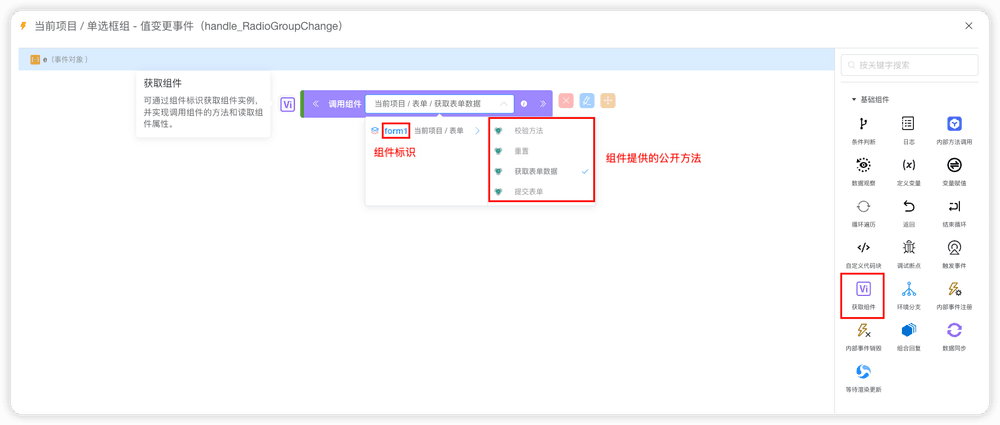 当前项目 / 单选框组 - 值变更事件（handle_RadioGroupChange）
e（事件对象）
按关键字搜索
获取组件
可通过组件标识获取组件实例，
并实现调用组件的方法和读取组
件属性。
Vi
调用组件
当前项目 / 表单 / 获取表单数据
form1
当前项目 / 表单
组件标识
校验方法
重置
获取表单数据
提交表单
组件提供的公开方法
基础组件
条件判断
日志
内部方法调用
数据观察
定义变量
变量赋值
循环遍历
返回
结束循环
自定义代码块
调试断点
触发事件
Vi
获取组件
环境分支
内部事件注册
内部事件销毁
组合回复
数据同步
等待渲染更新